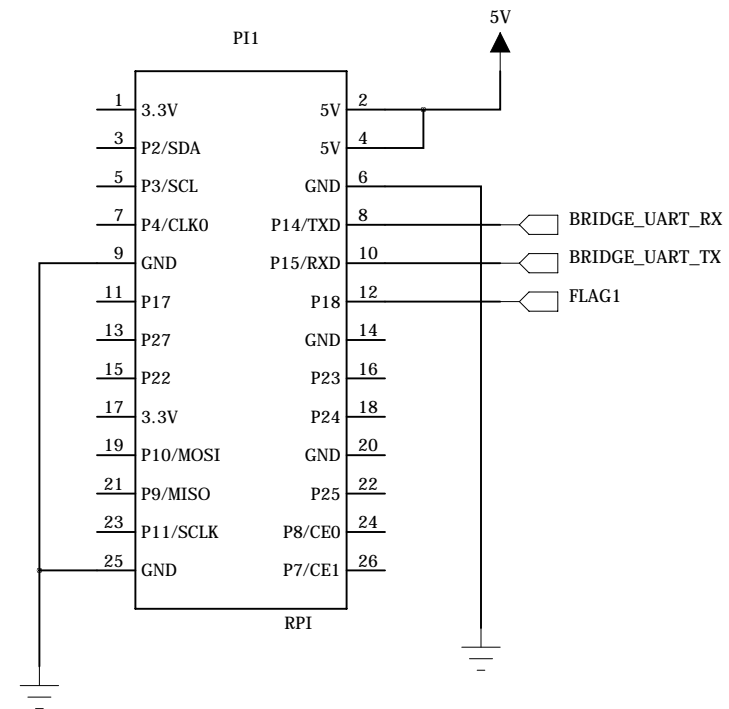 5V
PI1
1 3.3V 5V 2
3 P2/SDA 5V 4
5 P3/SCL GND 6
7 P4/CLK0 P14/TXD 8 BRIDGE_UART_RX
9 GND P15/RXD 10 BRIDGE_UART_TX
11 P17 P18 12 FLAG1
13 P27 GND 14
15 P22 P23 16
17 3.3V P24 18
19 P10/MOSI GND 20
21 P9/MISO P25 22
23 P11/SCLK P8/CE0 24
25 GND P7/CE1 26
RPI